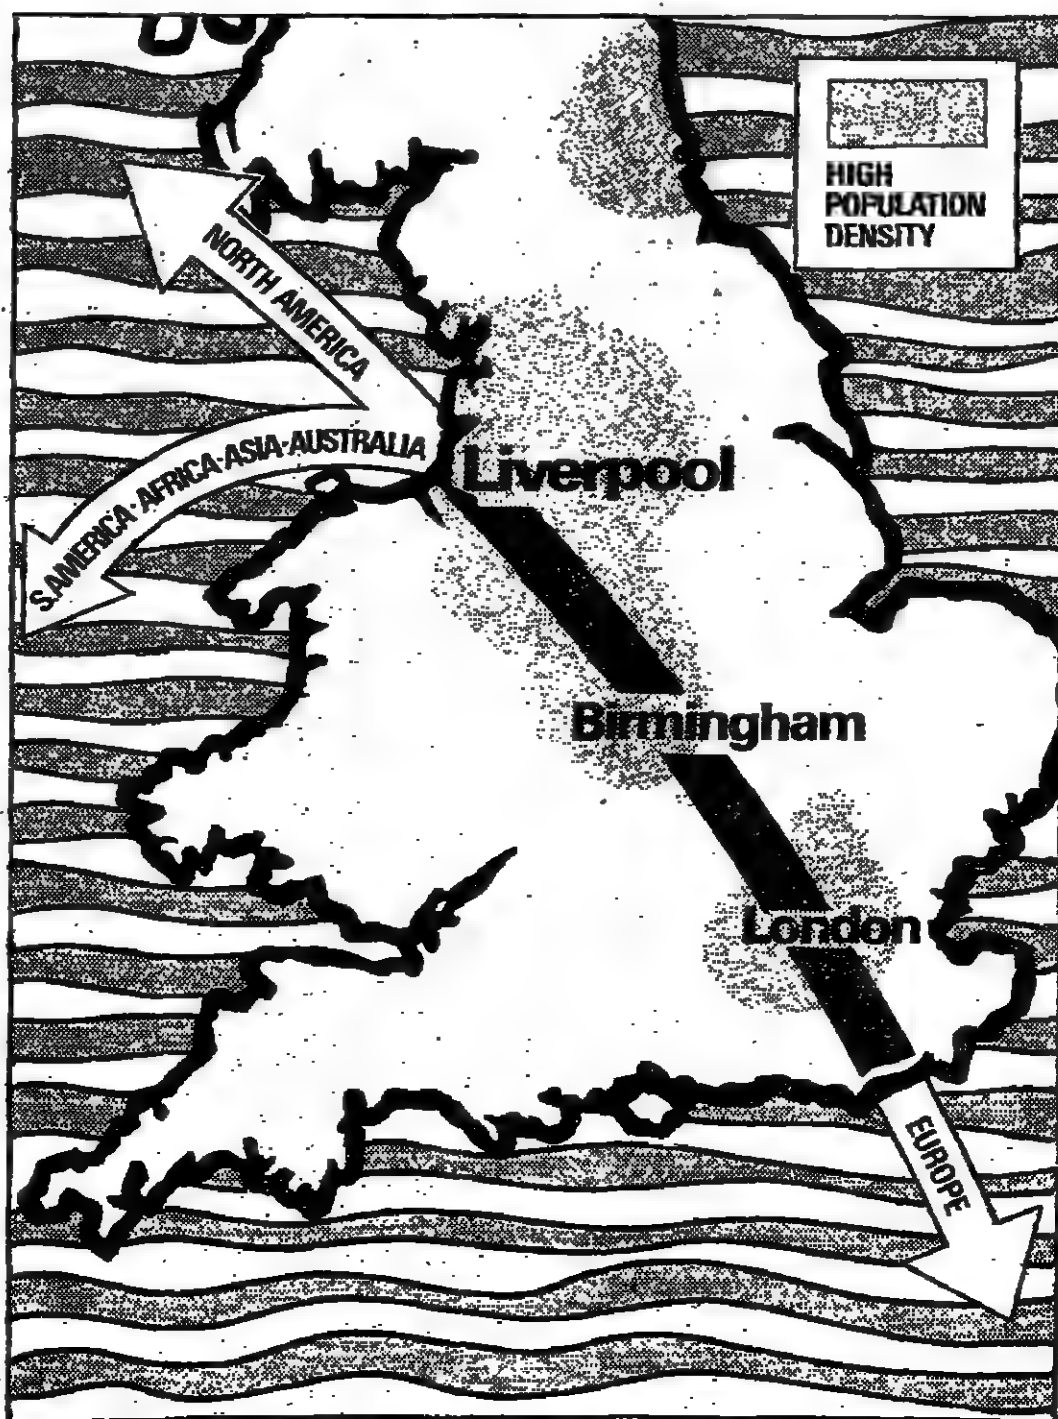 HIGH
POPULATION
DENSITY
NORTH AMERICA
S.AMERICA·AFRICA·ASIA·AUSTRALIA
Liverpool
Birmingham
London
EUROPE